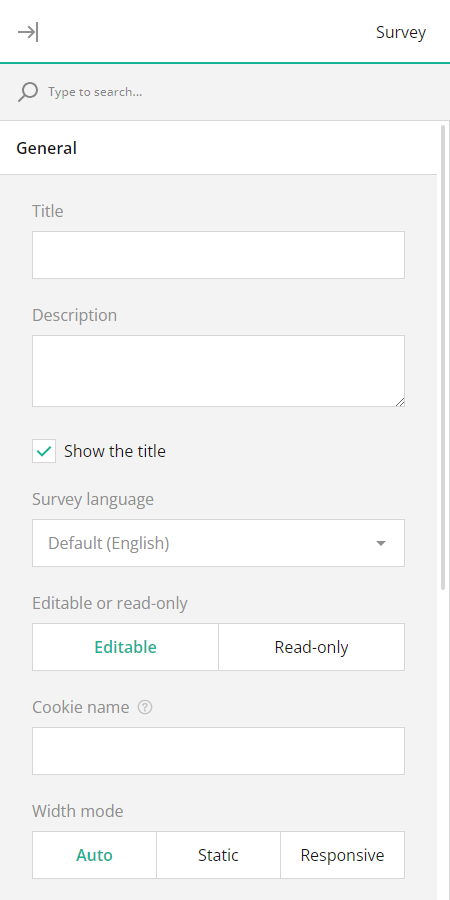 Survey
Type to search...
General
Title
Description
Show the title
Survey language
Default (English)
Editable or read-only
Editable Read-only
Cookie name ?
Width mode
Auto Static Responsive